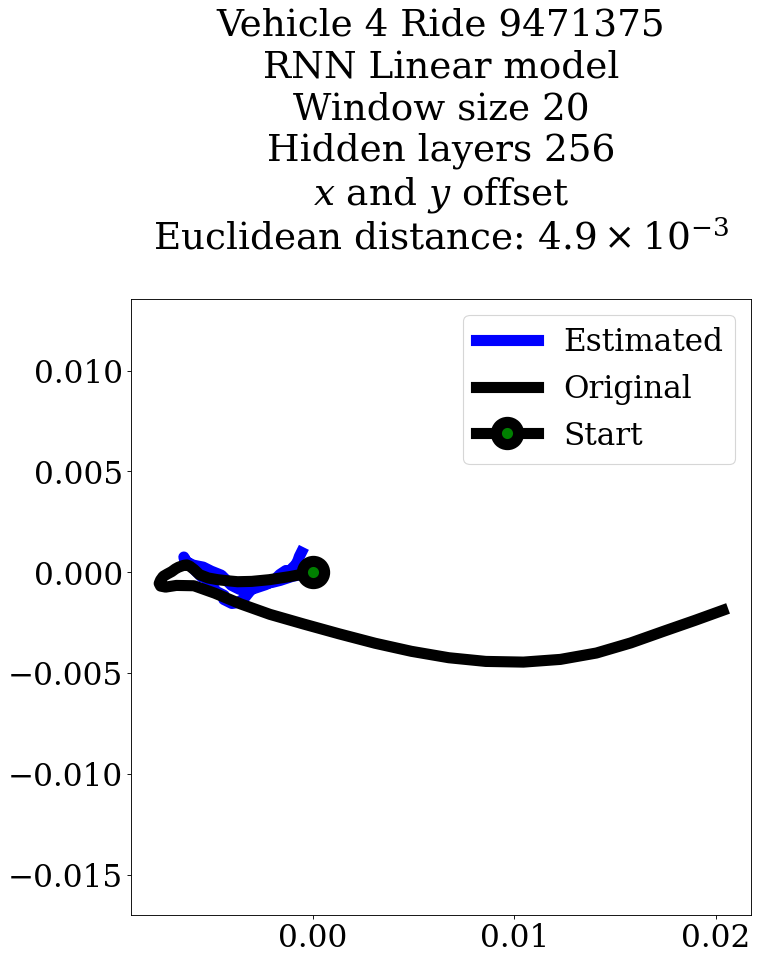 Vehicle 4 Ride 9471375
RNN Linear model
Window size 20
Hidden layers 256
x and y offset
Euclidean distance: 4.9 × 10⁻³
Estimated
Original
Start
0.010
0.005
0.000
−0.005
−0.010
−0.015
0.00 0.01 0.02